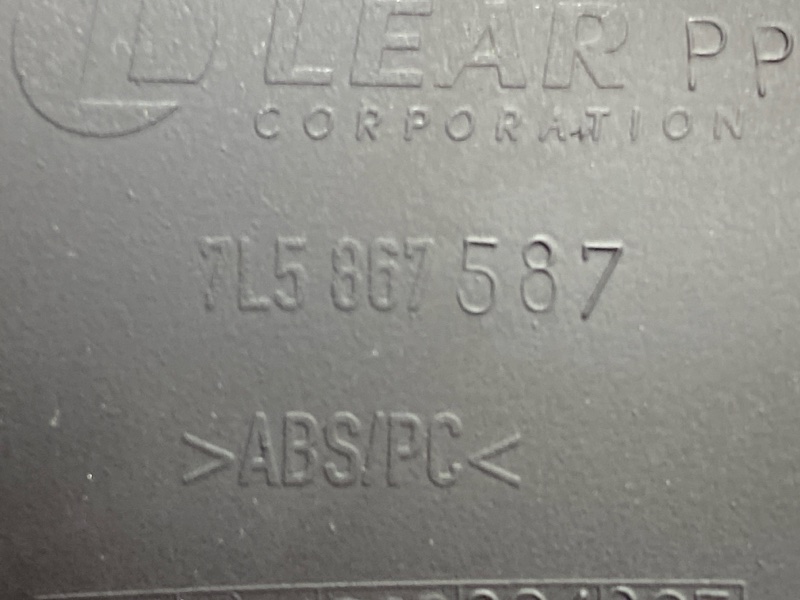 LEAR PP
CORPORATION
7L5 867 587
>ABS/PC<